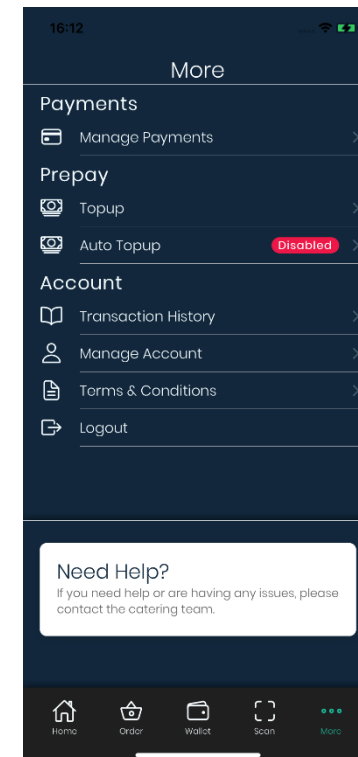 16:12
More
Payments
Manage Payments
Prepay
Topup
Auto Topup Disabled
Account
Transaction History
Manage Account
Terms & Conditions
Logout
Need Help?
If you need help or are having any issues, please
contact the catering team.
Home Order Wallet Scan More